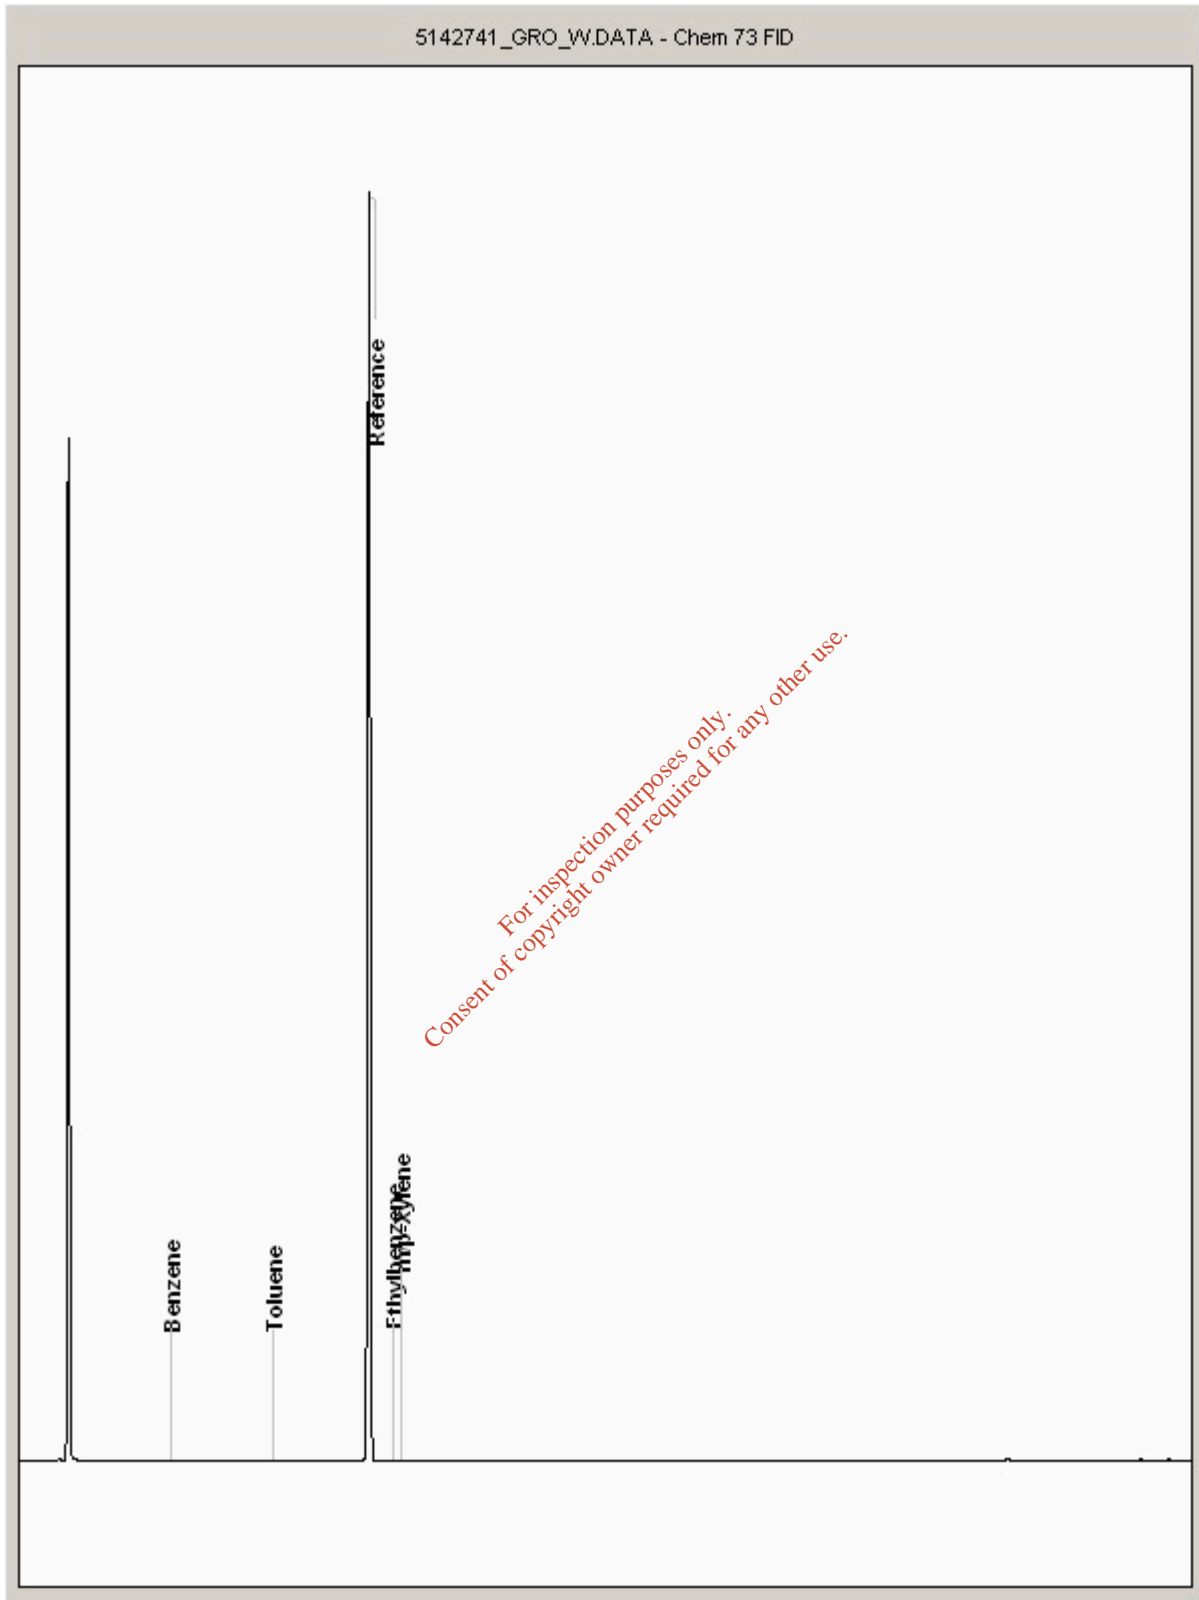 5142741_GRO_W.DATA - Chem 73 FID
Reference
For inspection purposes only.
Consent of copyright owner required for any other use.
Benzene
Toluene
Ethylbenzene
mp-Xylene